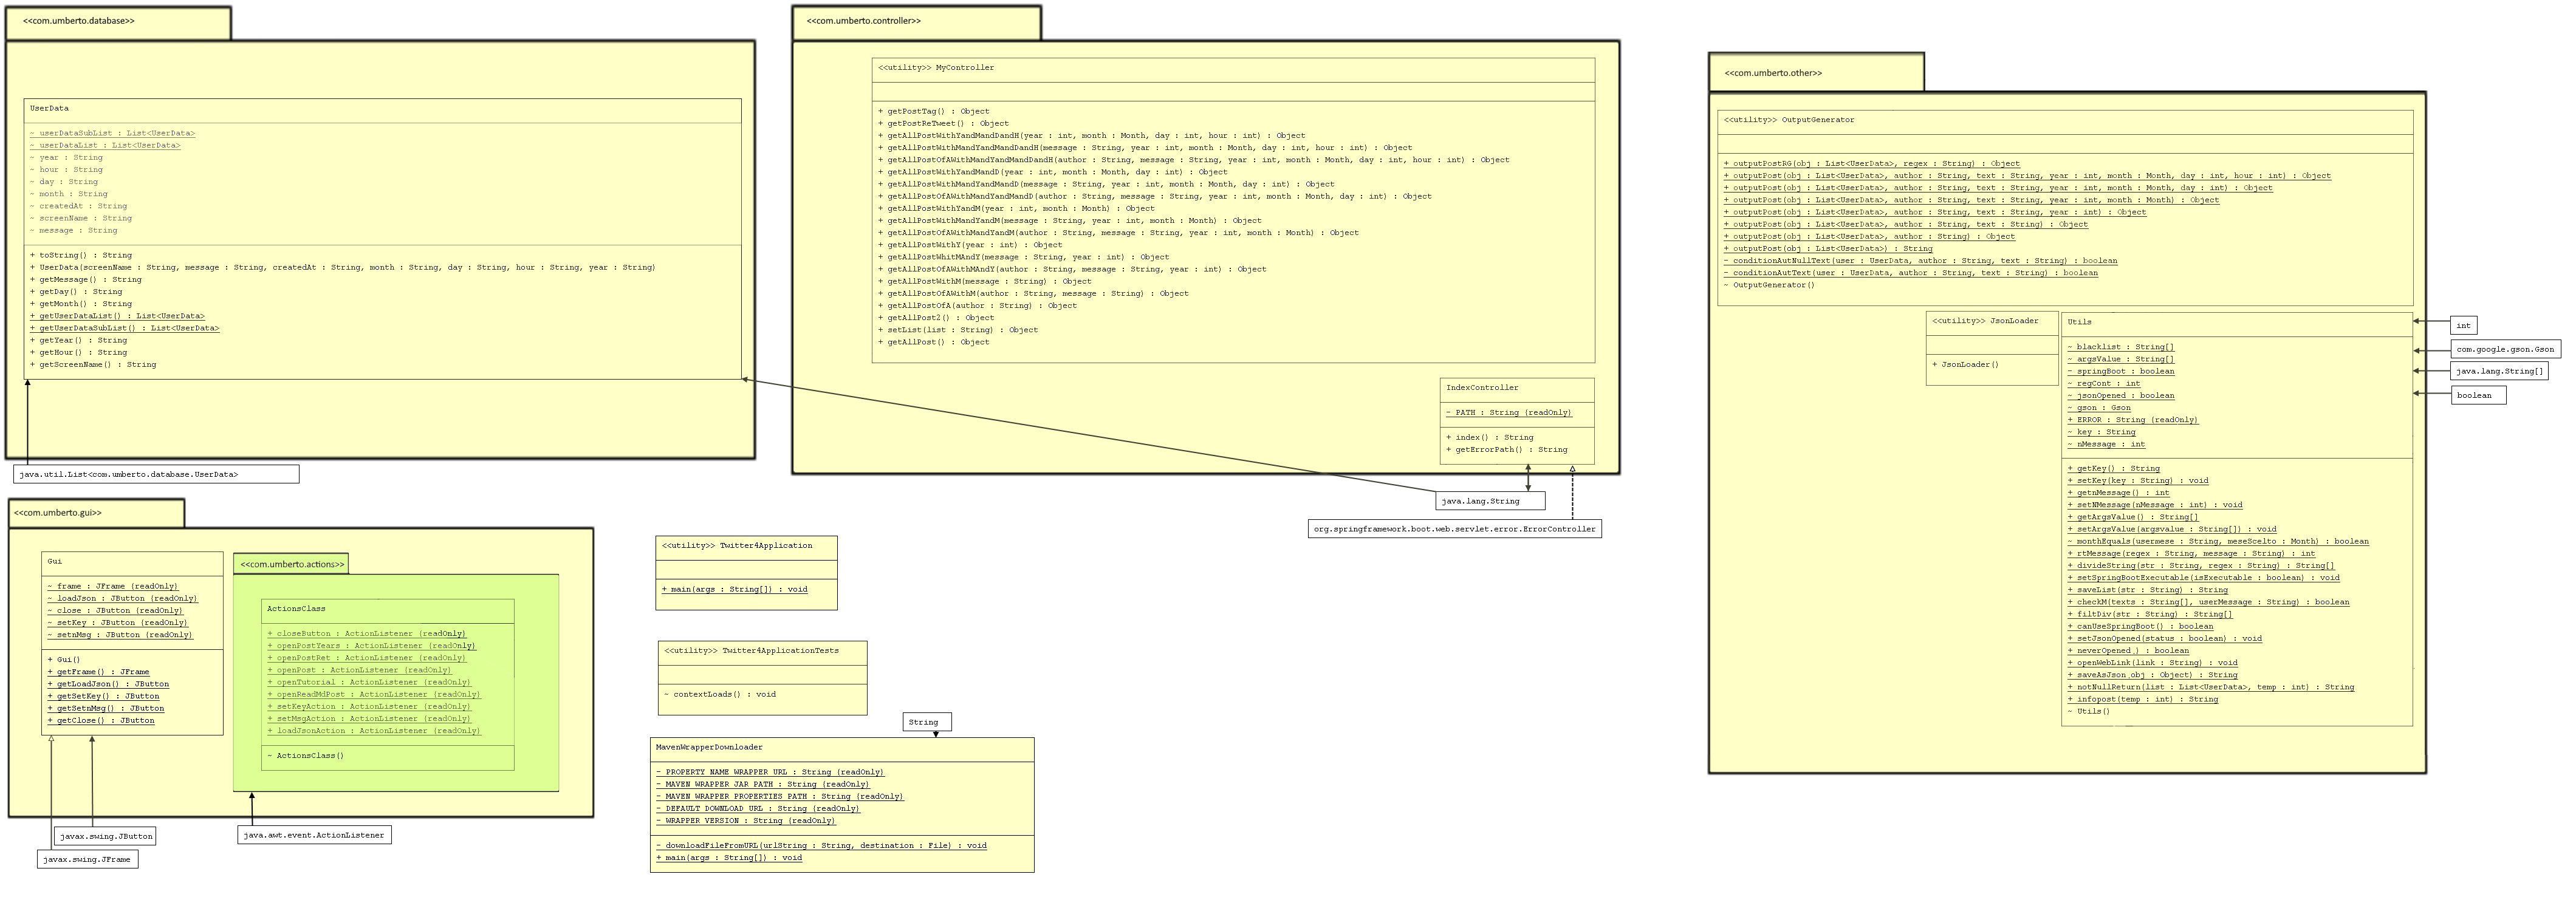 <<com.umberto.database>>
UserData
~ userDataSubList : List<UserData>
~ userDataList : List<UserData>
~ year : String
~ hour : String
~ day : String
~ month : String
~ createdAt : String
~ screenName : String
~ message : String
+ toString() : String
+ UserData(screenName : String, message : String, createdAt : String, month : String, day : String, hour : String, year : String)
+ getMessage() : String
+ getDay() : String
+ getMonth() : String
+ getUserDataList() : List<UserData>
+ getUserDataSubList() : List<UserData>
+ getYear() : String
+ getHour() : String
+ getScreenName() : String
java.util.List<com.umberto.database.UserData>
<<com.umberto.controller>>
<<utility>> MyController
+ getPostTag() : Object
+ getPostReTweet() : Object
+ getAllPostWithYandMandDandH(year : int, month : Month, day : int, hour : int) : Object
+ getAllPostWithMandYandMandDandH(message : String, year : int, month : Month, day : int, hour : int) : Object
+ getAllPostOfAWithMandYandMandDandH(author : String, message : String, year : int, month : Month, day : int, hour : int) : Object
+ getAllPostWithYandMandD(year : int, month : Month, day : int) : Object
+ getAllPostWithMandYandMandD(message : String, year : int, month : Month, day : int) : Object
+ getAllPostOfAWithMandYandMandD(author : String, message : String, year : int, month : Month, day : int) : Object
+ getAllPostWithYandM(year : int, month : Month) : Object
+ getAllPostWithMandYandM(message : String, year : int, month : Month) : Object
+ getAllPostOfAWithMandYandM(author : String, message : String, year : int, month : Month) : Object
+ getAllPostWithY(year : int) : Object
+ getAllPostWhitMAndY(message : String, year : int) : Object
+ getAllPostOfAWithMAndY(author : String, message : String, year : int) : Object
+ getAllPostWithM(message : String) : Object
+ getAllPostOfAWithM(author : String, message : String) : Object
+ getAllPostOfA(author : String) : Object
+ getAllPost2() : Object
+ setList(list : String) : Object
+ getAllPost() : Object
IndexController
- PATH : String (readOnly)
+ index() : String
+ getErrorPath() : String
java.lang.String
org.springframework.boot.web.servlet.error.ErrorController
<<com.umberto.other>>
<<utility>> OutputGenerator
+ outputPostRG(obj : List<UserData>, regex : String) : Object
+ outputPost(obj : List<UserData>, author : String, text : String, year : int, month : Month, day : int, hour : int) : Object
+ outputPost(obj : List<UserData>, author : String, text : String, year : int, month : Month, day : int) : Object
+ outputPost(obj : List<UserData>, author : String, text : String, year : int, month : Month) : Object
+ outputPost(obj : List<UserData>, author : String, text : String, year : int) : Object
+ outputPost(obj : List<UserData>, author : String, text : String) : Object
+ outputPost(obj : List<UserData>, author : String) : Object
+ outputPost(obj : List<UserData>) : String
- conditionAutNullText(user : UserData, author : String, text : String) : boolean
- conditionAutText(user : UserData, author : String, text : String) : boolean
~ OutputGenerator()
<<utility>> JsonLoader
+ JsonLoader()
Utils
~ blacklist : String[]
~ argsValue : String[]
~ springBoot : boolean
~ regCont : int
~ jsonOpened : boolean
~ gson : Gson
+ ERROR : String (readOnly)
~ key : String
~ nMessage : int
+ getKey() : String
+ setKey(key : String) : void
+ getnMessage() : int
+ setNMessage(nMessage : int) : void
+ getArgsValue() : String[]
+ setArgsValue(argsvalue : String[]) : void
~ monthEquals(usermese : String, meseScelto : Month) : boolean
+ rtMessage(regex : String, message : String) : int
+ divideString(str : String, regex : String) : String[]
+ setSpringBootExecutable(isExecutable : boolean) : void
+ saveList(str : String) : String
+ checkM(texts : String[], userMessage : String) : boolean
+ filtDiv(str : String) : String[]
+ canUseSpringBoot() : boolean
+ setJsonOpened(status : boolean) : void
+ neverOpened() : boolean
+ openWebLink(link : String) : void
+ saveAsJson(obj : Object) : String
+ notNullReturn(list : List<UserData>, temp : int) : String
+ infopost(temp : int) : String
~ Utils()
int
com.google.gson.Gson
java.lang.String[]
boolean
<<com.umberto.gui>>
Gui
~ frame : JFrame (readOnly)
~ loadJson : JButton (readOnly)
~ close : JButton (readOnly)
~ setKey : JButton (readOnly)
~ setnMsg : JButton (readOnly)
+ Gui()
+ getFrame() : JFrame
+ getLoadJson() : JButton
+ getSetKey() : JButton
+ getSetnMsg() : JButton
+ getClose() : JButton
<<com.umberto.actions>>
ActionsClass
+ closeButton : ActionListener (readOnly)
+ openPostYears : ActionListener (readOnly)
+ openPostRet : ActionListener (readOnly)
+ openPost : ActionListener (readOnly)
+ openTutorial : ActionListener (readOnly)
+ openReadMdPost : ActionListener (readOnly)
+ setKeyAction : ActionListener (readOnly)
+ setMsgAction : ActionListener (readOnly)
+ loadJsonAction : ActionListener (readOnly)
~ ActionsClass()
javax.swing.JButton
javax.swing.JFrame
java.awt.event.ActionListener
<<utility>> Twitter4Application
+ main(args : String[]) : void
<<utility>> Twitter4ApplicationTests
~ contextLoads() : void
String
MavenWrapperDownloader
- PROPERTY_NAME_WRAPPER_URL : String (readOnly)
- MAVEN_WRAPPER_JAR_PATH : String (readOnly)
- MAVEN_WRAPPER_PROPERTIES_PATH : String (readOnly)
- DEFAULT_DOWNLOAD_URL : String (readOnly)
- WRAPPER_VERSION : String (readOnly)
- downloadFileFromURL(urlString : String, destination : File) : void
+ main(args : String[]) : void